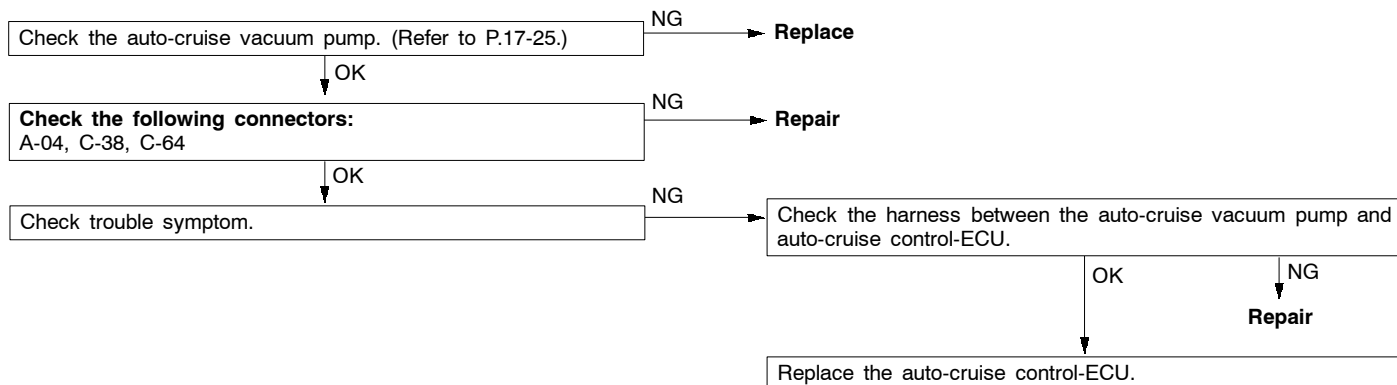 Check the auto-cruise vacuum pump. (Refer to P.17-25.)
NG
Replace
OK
Check the following connectors:
A-04, C-38, C-64
NG
Repair
OK
Check trouble symptom.
NG
Check the harness between the auto-cruise vacuum pump and
auto-cruise control-ECU.
OK
NG
Repair
Replace the auto-cruise control-ECU.